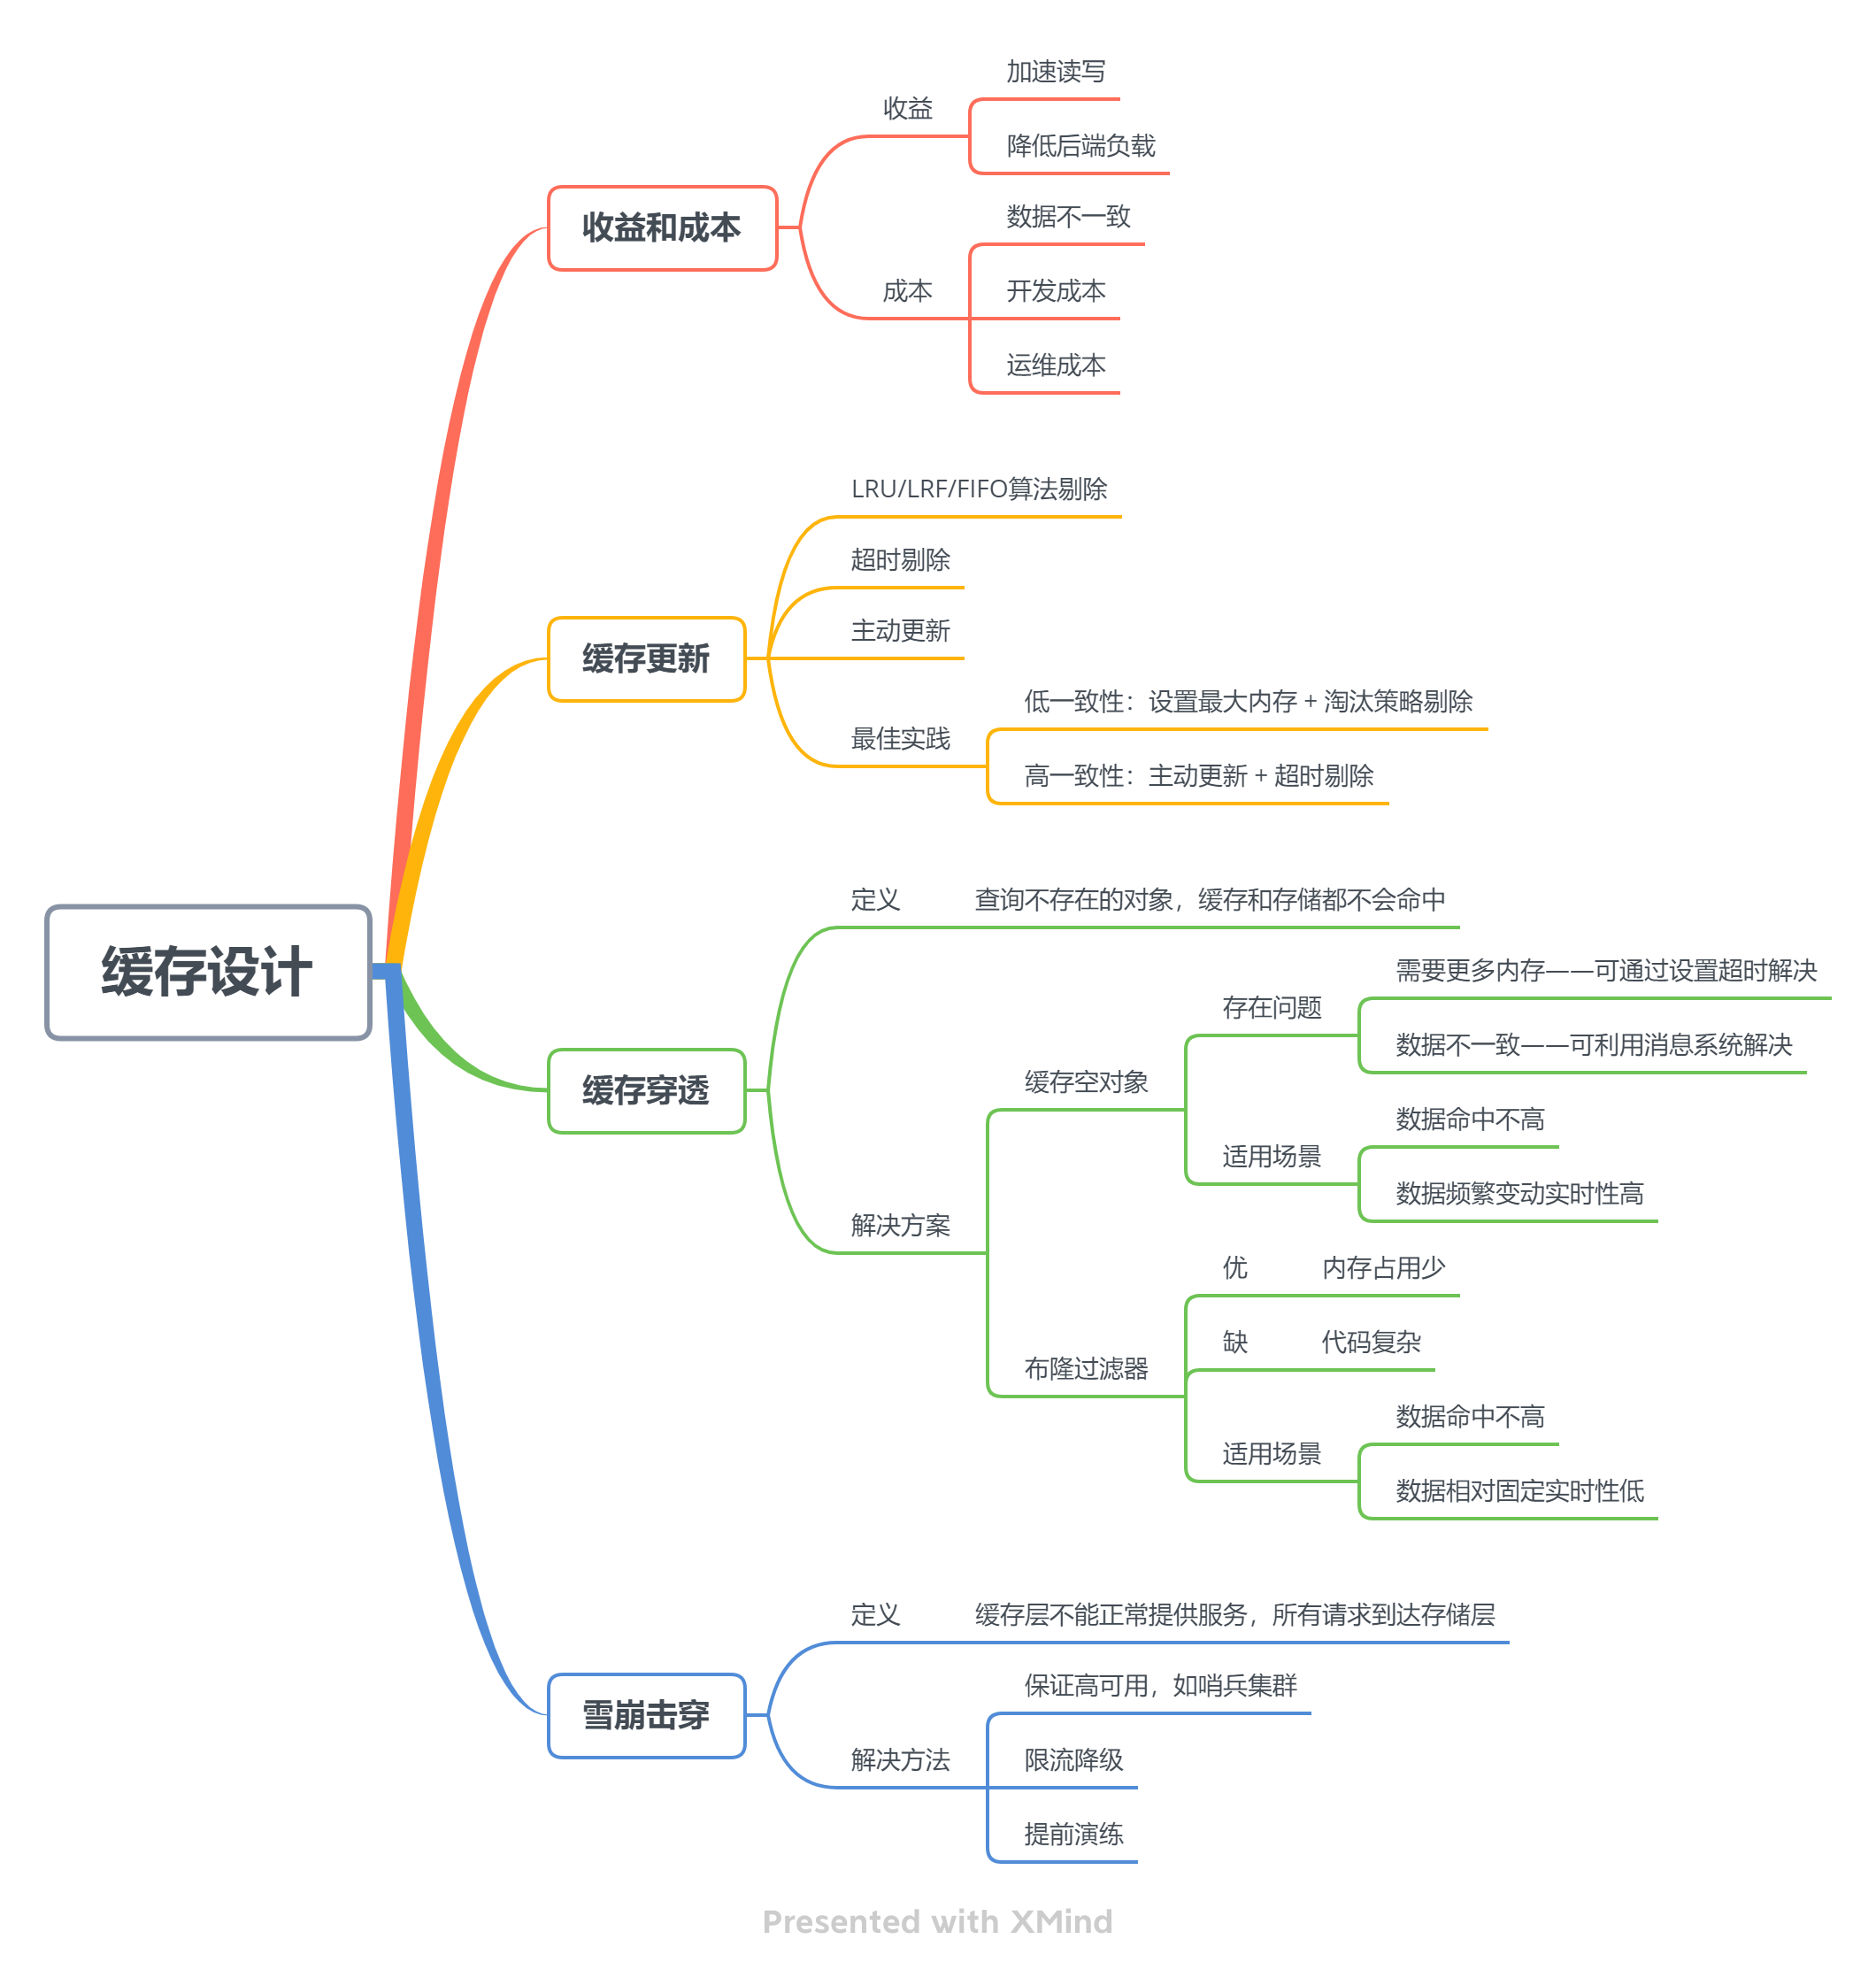 缓存设计
收益和成本
收益
加速读写
降低后端负载
成本
数据不一致
开发成本
运维成本
缓存更新
LRU/LRF/FIFO算法剔除
超时剔除
主动更新
最佳实践
低一致性：设置最大内存 + 淘汰策略剔除
高一致性：主动更新 + 超时剔除
缓存穿透
定义
查询不存在的对象，缓存和存储都不会命中
解决方案
缓存空对象
存在问题
需要更多内存——可通过设置超时解决
数据不一致——可利用消息系统解决
适用场景
数据命中不高
数据频繁变动实时性高
布隆过滤器
优
内存占用少
缺
代码复杂
适用场景
数据命中不高
数据相对固定实时性低
雪崩击穿
定义
缓存层不能正常提供服务，所有请求到达存储层
解决方法
保证高可用，如哨兵集群
限流降级
提前演练
Presented with XMind